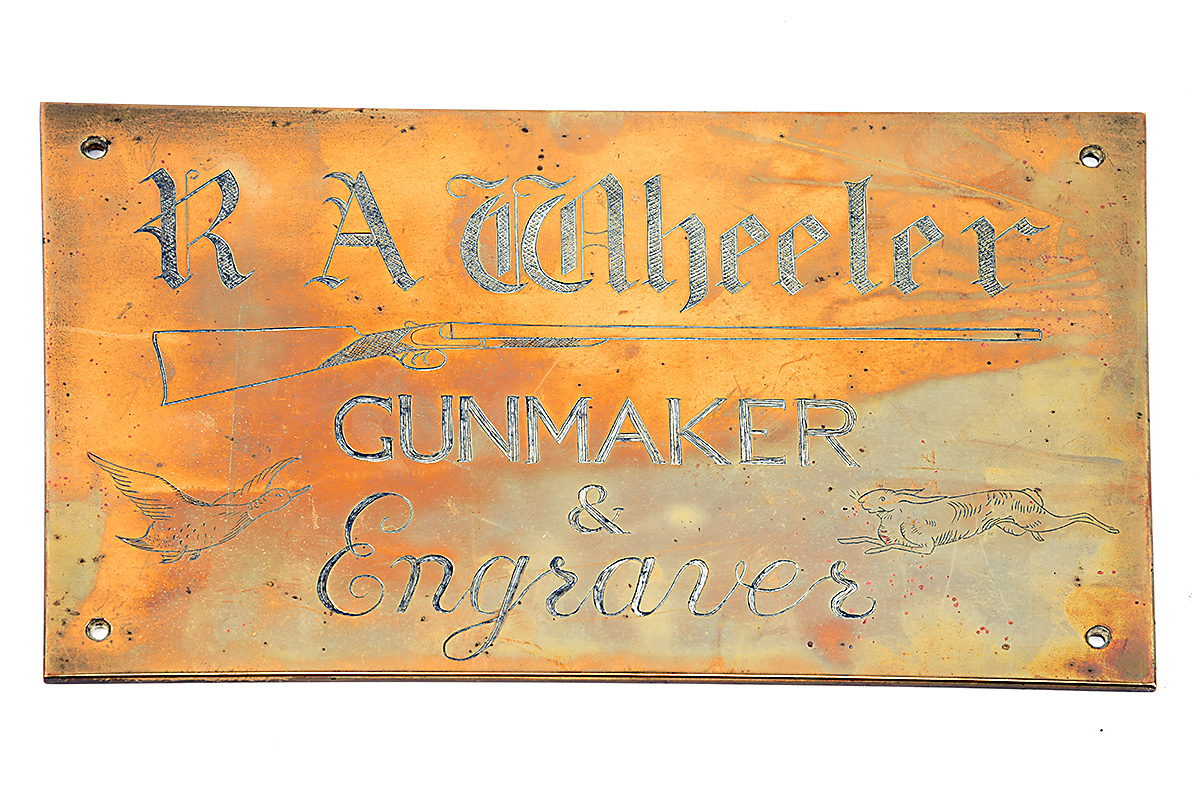 R A Wheeler
GUNMAKER
&
Engraver